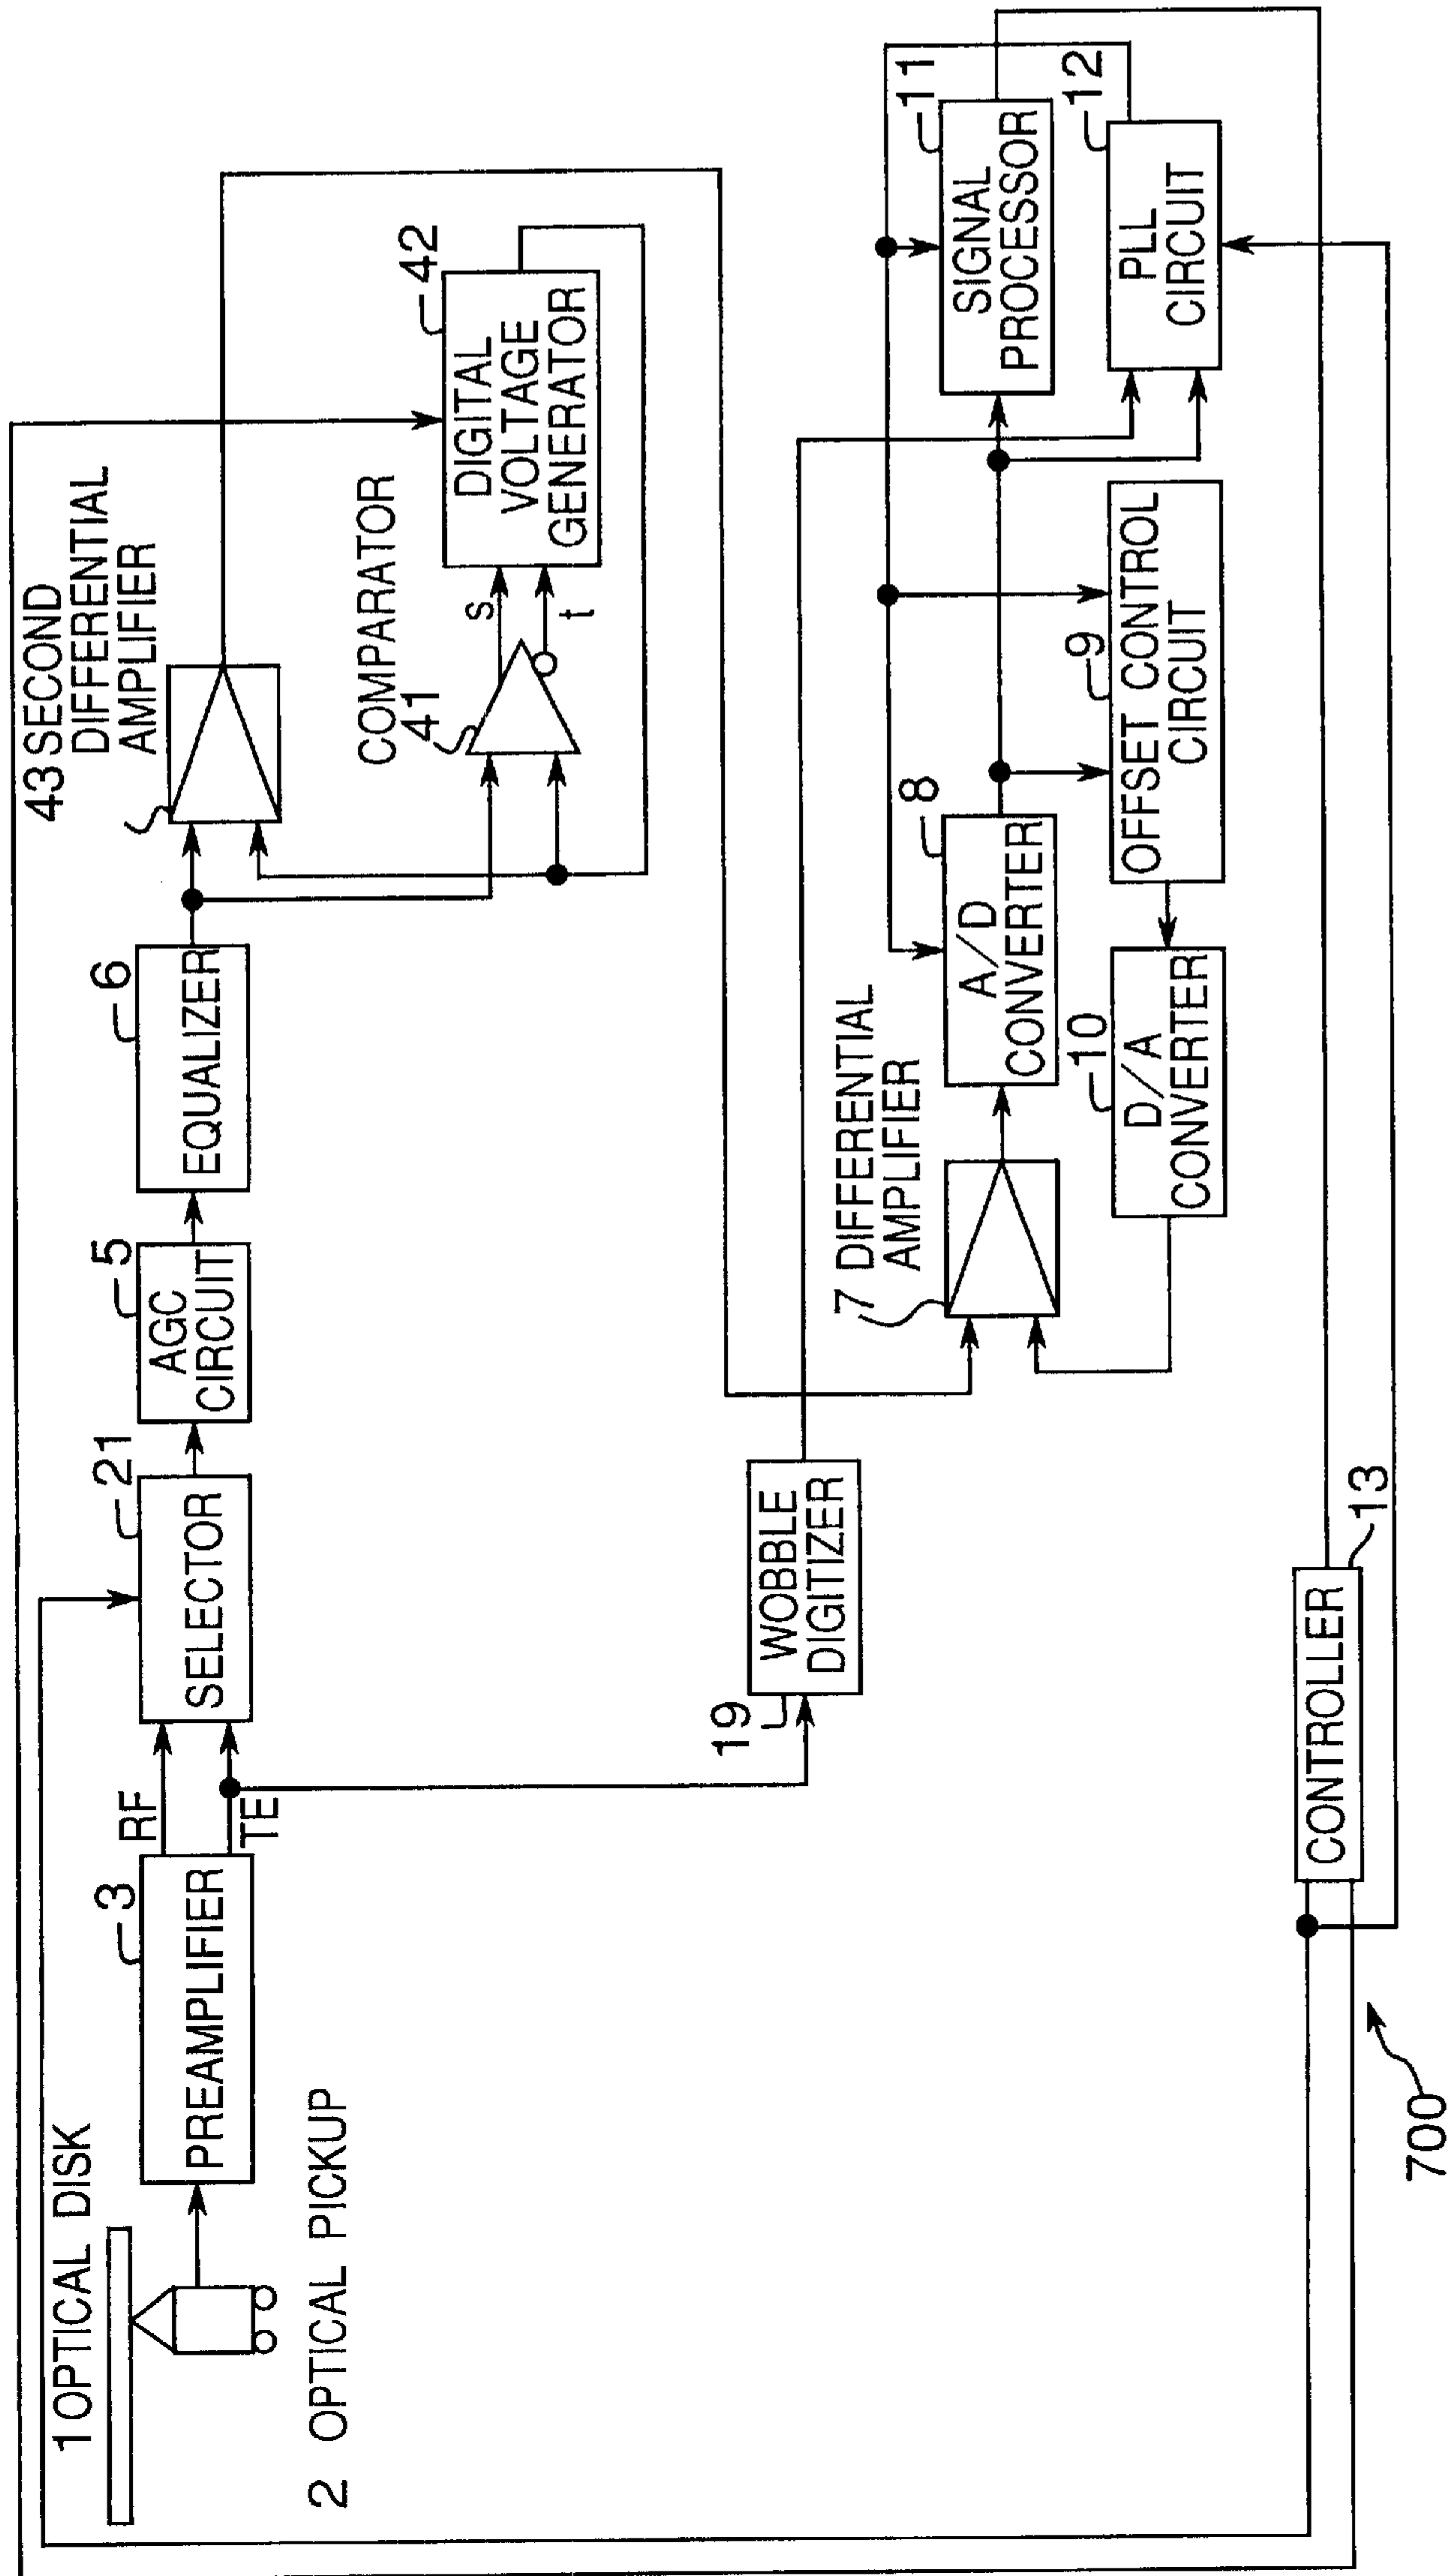 1 OPTICAL DISK
2 OPTICAL PICKUP
3
PREAMPLIFIER
RF
TE
21
SELECTOR
5
AGC
CIRCUIT
6
EQUALIZER
43 SECOND
DIFFERENTIAL
AMPLIFIER
COMPARATOR
41
s
t
42
DIGITAL
VOLTAGE
GENERATOR
19
WOBBLE
DIGITIZER
7 DIFFERENTIAL
AMPLIFIER
8
A/D
CONVERTER
10
D/A
CONVERTER
9
OFFSET CONTROL
CIRCUIT
11
SIGNAL
PROCESSOR
12
PLL
CIRCUIT
CONTROLLER
13
700